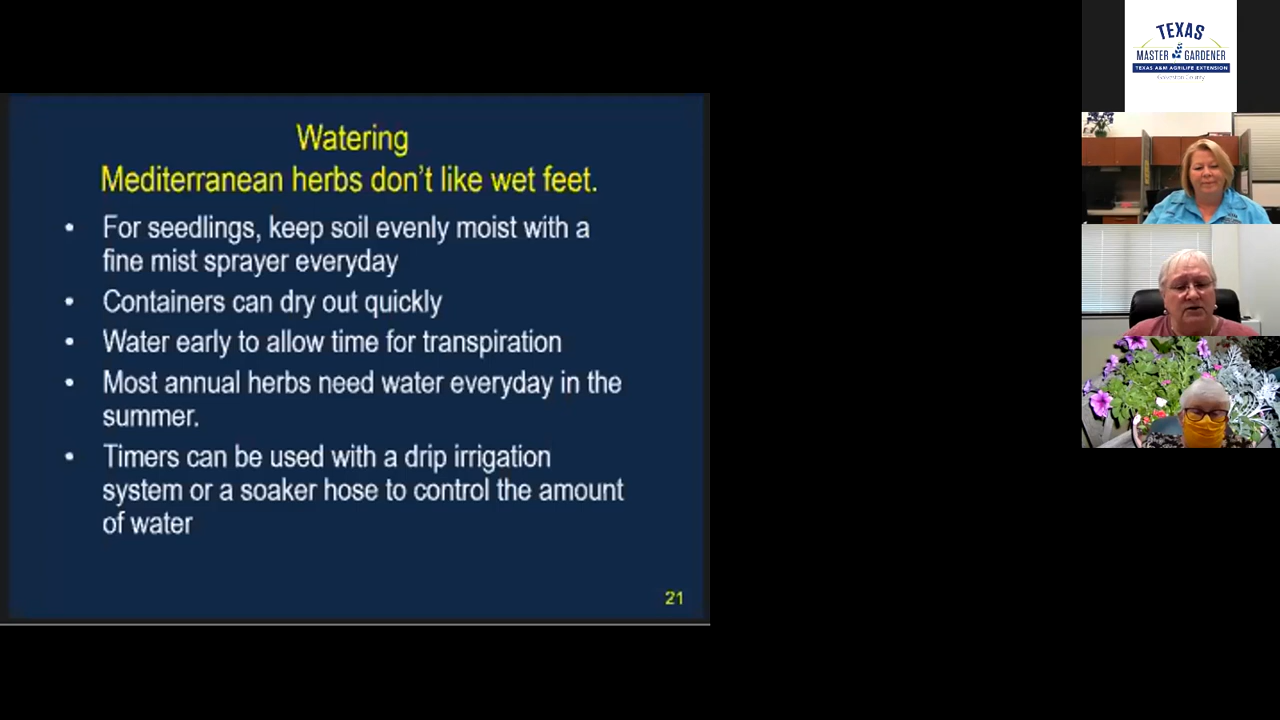 Watering
Mediterranean herbs don't like wet feet.
• For seedlings, keep soil evenly moist with a
fine mist sprayer everyday
• Containers can dry out quickly
• Water early to allow time for transpiration
• Most annual herbs need water everyday in the
summer.
• Timers can be used with a drip irrigation
system or a soaker hose to control the amount
of water
21
TEXAS
MASTER GARDENER
TEXAS A&M AGRILIFE EXTENSION
Galveston County